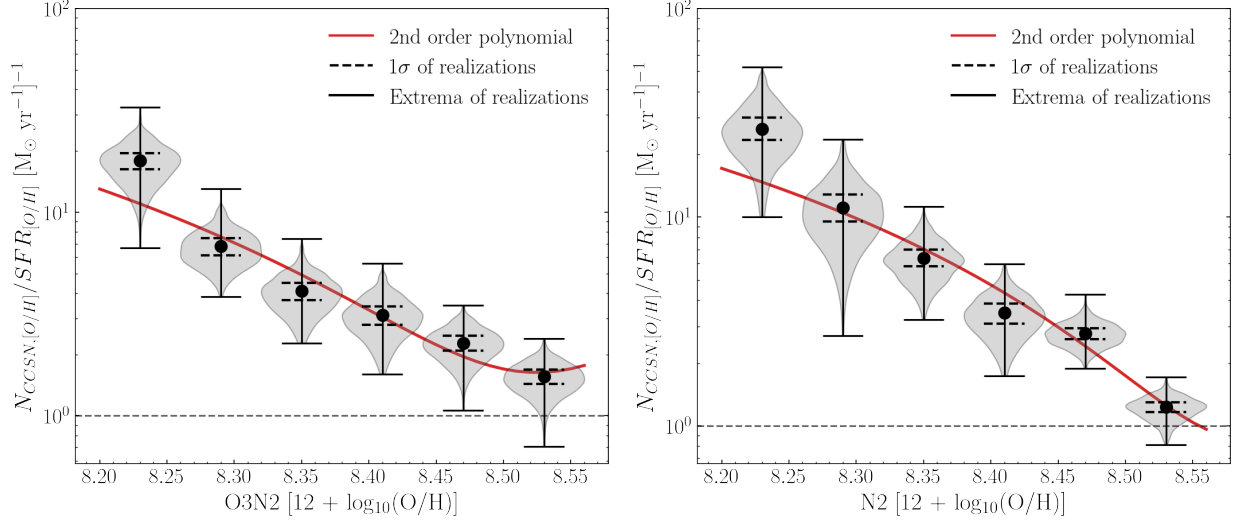 10²
10¹
10⁰
N_{CCSN,[O/H]}/SFR_{[O/H]} [M_⊙ yr⁻¹]⁻¹
2nd order polynomial
1σ of realizations
Extrema of realizations
8.20 8.25 8.30 8.35 8.40 8.45 8.50 8.55
O3N2 [12 + log₁₀(O/H)]
10²
10¹
10⁰
N_{CCSN,[O/H]}/SFR_{[O/H]} [M_⊙ yr⁻¹]⁻¹
2nd order polynomial
1σ of realizations
Extrema of realizations
8.20 8.25 8.30 8.35 8.40 8.45 8.50 8.55
N2 [12 + log₁₀(O/H)]